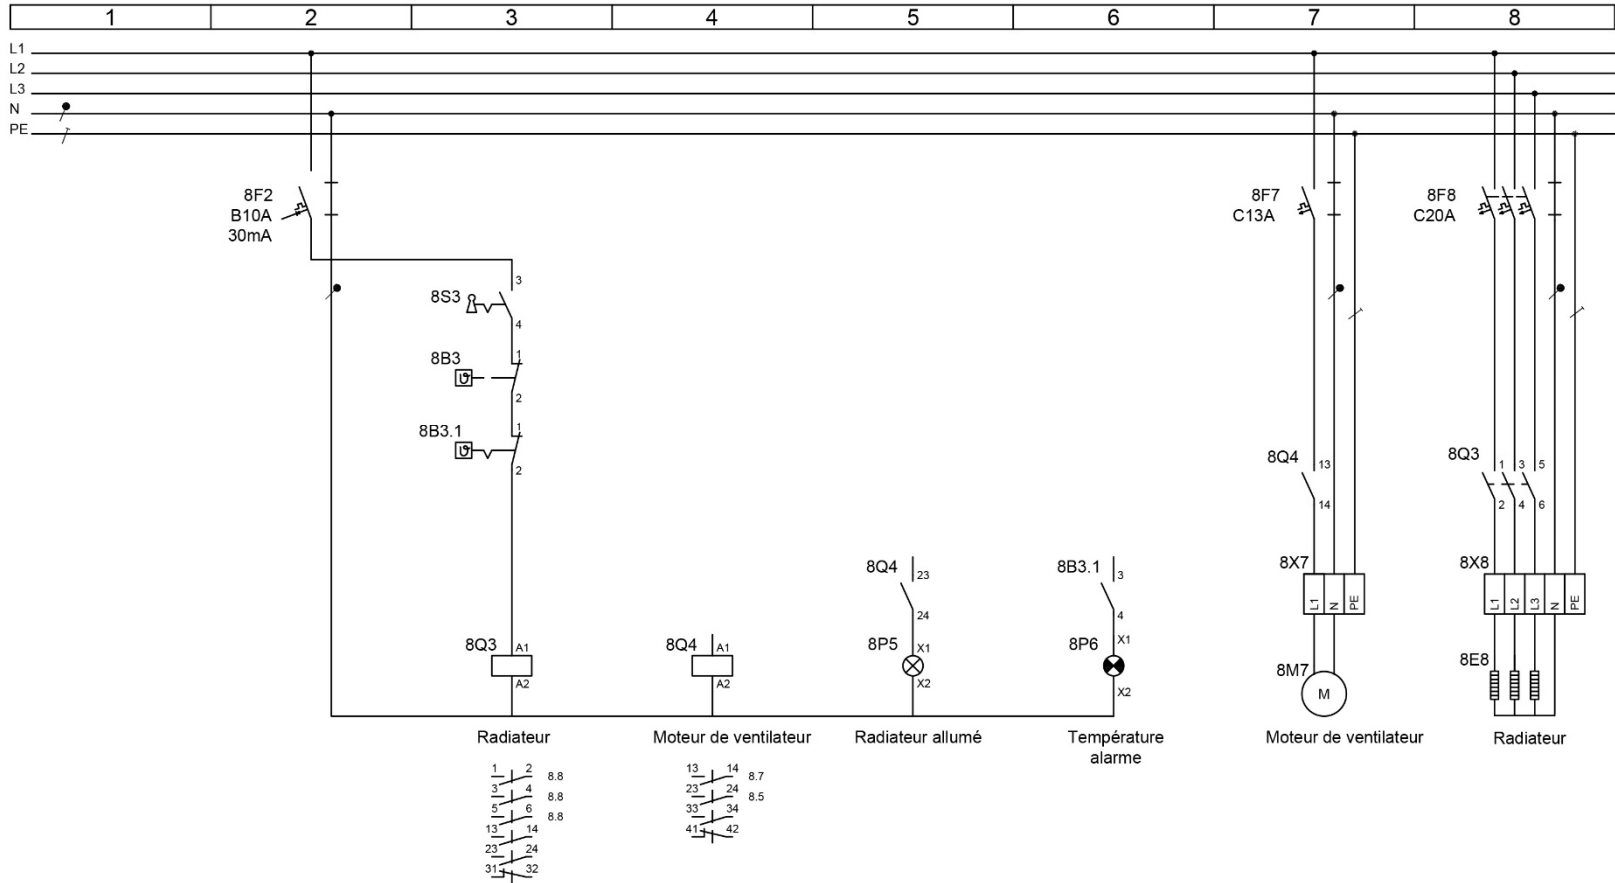 1 2 3 4 5 6 7 8
L1
L2
L3
N
PE
8F2
B10A
30mA
8F7
C13A
8F8
C20A
8S3
3
4
8B3
1
2
8B3.1
1
2
8Q4
13
14
8Q3
1 3 5
2 4 6
8Q4
23
24
8B3.1
3
4
8X7
L1 N PE
8X8
L1 L2 L3 N PE
8Q3
A1
A2
8Q4
A1
A2
8P5
X1
X2
8P6
X1
X2
8M7
M
8E8
Radiateur
Moteur de ventilateur
Radiateur allumé
Température
alarme
Moteur de ventilateur
Radiateur
1 2 8.8
3 4 8.8
5 6 8.8
13 14
23 24
31 32
13 14 8.7
23 24 8.5
33 34
41 42